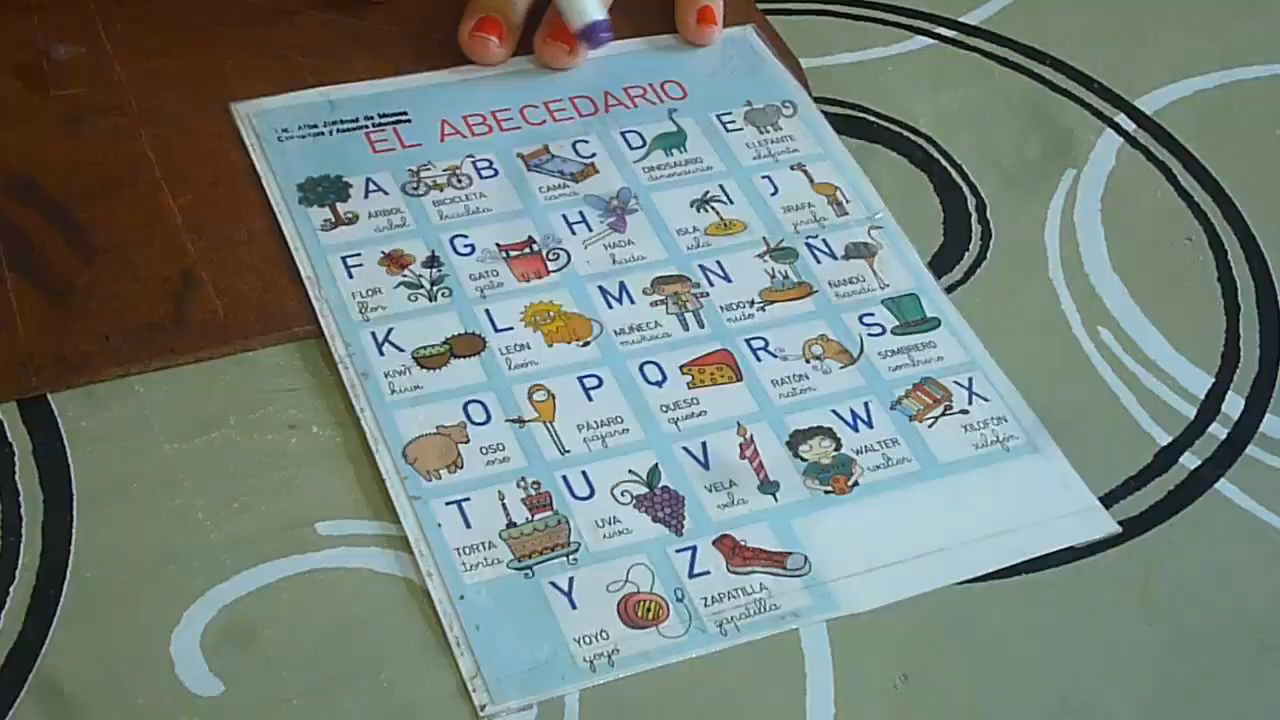 EL ABECEDARIO
A
ÁRBOL
árbol
B
BICICLETA
bicicleta
C
CAMA
cama
D
DINOSAURIO
dinosaurio
E
ELEFANTE
elefante
F
FLOR
flor
G
GATO
gato
H
HADA
hada
I
ISLA
isla
J
JIRAFA
jirafa
K
KIWI
kiwi
L
LEÓN
león
M
MUÑECA
muñeca
N
NIDO
nido
Ñ
ÑANDÚ
ñandú
O
OSO
oso
P
PÁJARO
pájaro
Q
QUESO
queso
R
RATÓN
ratón
S
SOMBRERO
sombrero
T
TORTA
torta
U
UVA
uva
V
VELA
vela
W
WALTER
walter
X
XILOFÓN
xilofón
Y
YOYÓ
yoyó
Z
ZAPATILLA
zapatilla